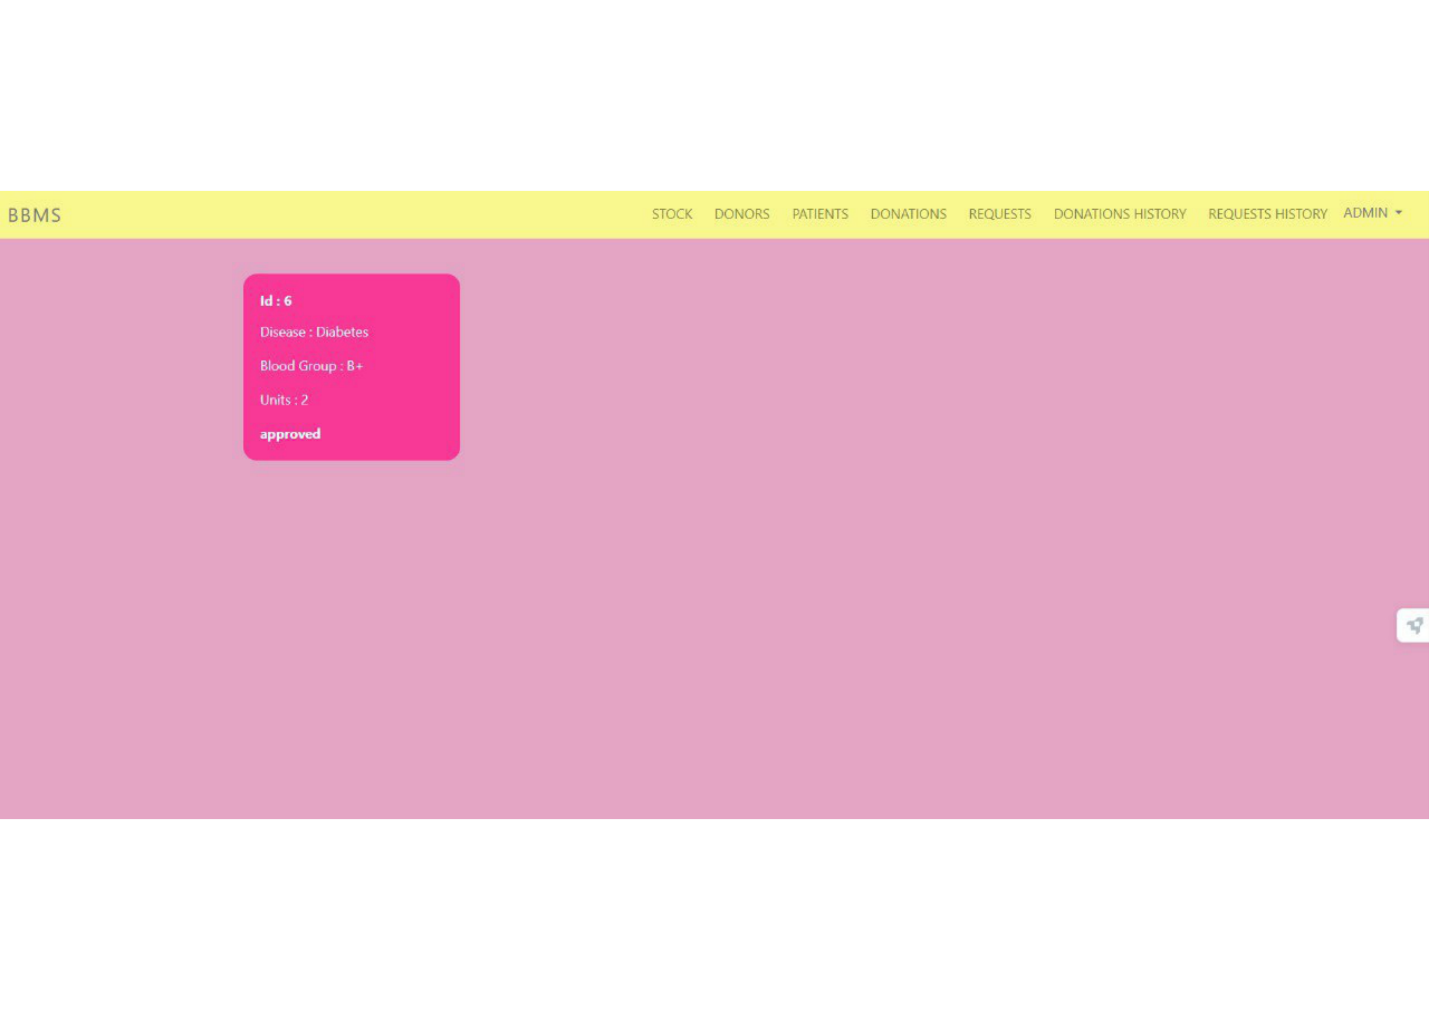 BBMS STOCK DONORS PATIENTS DONATIONS REQUESTS DONATIONS HISTORY REQUESTS HISTORY ADMIN
Id : 6
Disease : Diabetes
Blood Group : B+
Units : 2
approved